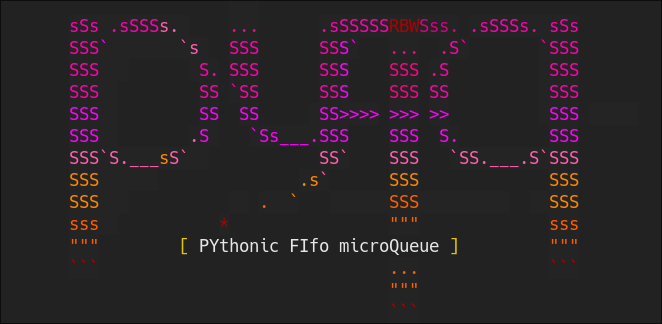 sSs .sSSSs.     ...      .sSSSSSRBWSss. .sSSSs. sSs
SSS`       `s   SSS      SSS`   ...  .S`       `SSS
SSS          S. SSS      SSS    SSS .S          SSS
SSS          SS `SS      SSS    SSS SS          SSS
SSS          SS  SS      SS>>>> >>> >>          SSS
SSS         .S    `Ss___.SSS    SSS  S.         SSS
SSS`S.___sS`             SS`    SSS   `SS.___.S`SSS
SSS                    .s`      SSS             SSS
SSS                .  `         SSS             SSS
sss            *                """             sss
"""        [ PYthonic FIfo microQueue ]         """
```                             ...             ```
                                """
                                ```